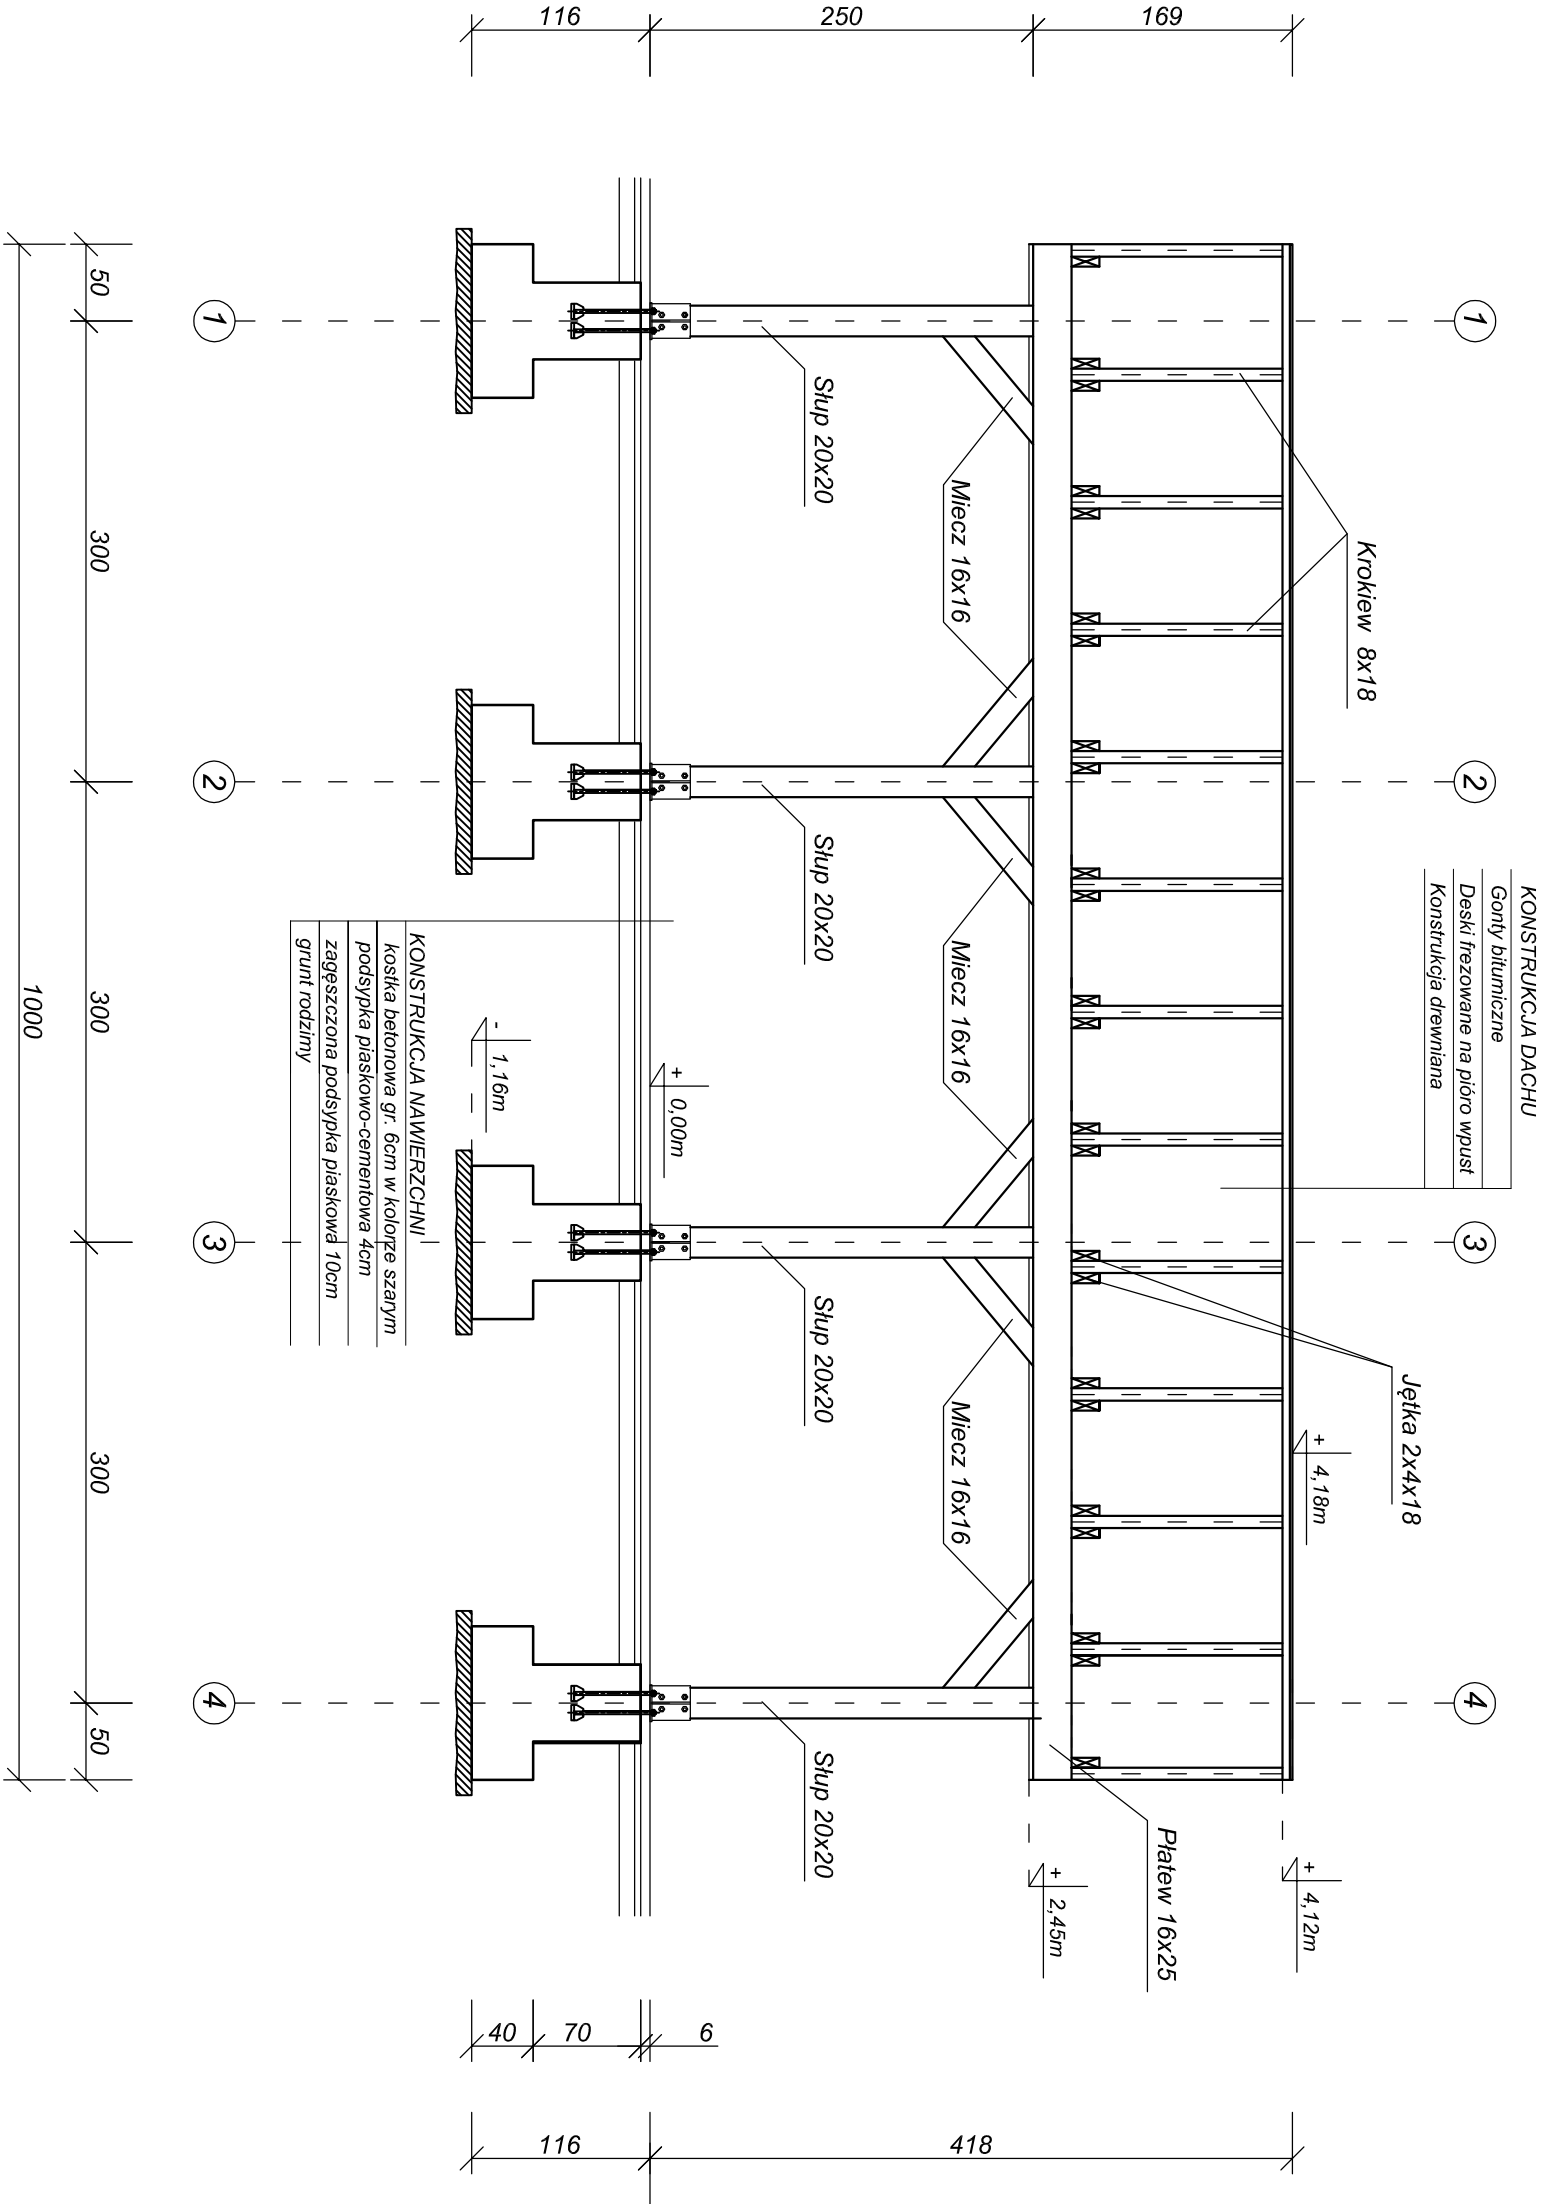 KONSTRUKCJA DACHU
Gonty bitumiczne
Deski frezowane na pióro wpust
Konstrukcja drewniana
1
2
3
4
Krokiew 8x18
Jętka 2x4x18
+ 4,18m
+ 4,12m
+ 2,45m
Płatew 16x25
Miecz 16x16
Miecz 16x16
Miecz 16x16
Słup 20x20
Słup 20x20
Słup 20x20
Słup 20x20
+ 0,00m
- 1,16m
KONSTRUKCJA NAWIERZCHNI
kostka betonowa gr. 6cm w kolorze szarym
podsypka piaskowo-cementowa 4cm
zagęszczona podsypka piaskowa 10cm
grunt rodzimy
1
2
3
4
50
300
300
300
50
1000
169
250
116
6
70
40
418
116